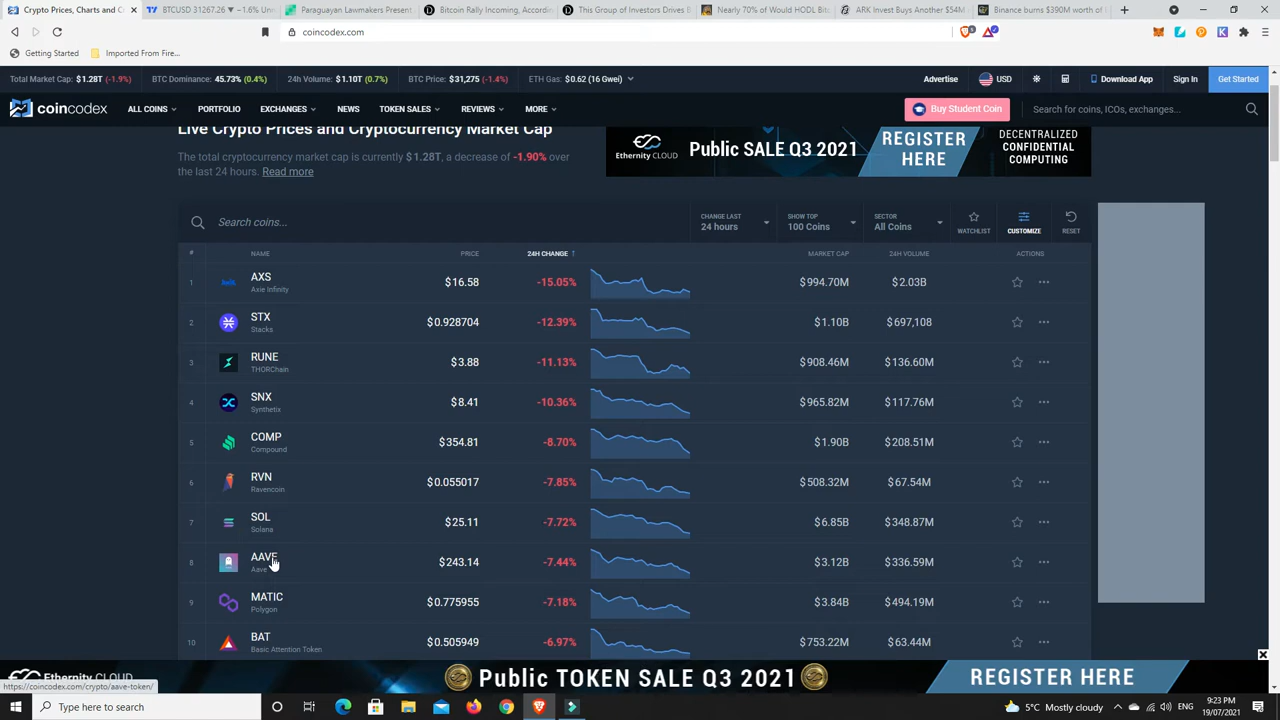 Crypto Prices, Charts and C
BTCUSD 31267.26 ▼ −1.6% Un
Paraguayan Lawmakers Present
Bitcoin Rally Incoming, Accord
This Group of Investors Drives B
Nearly 70% of Would HODL Bit
ARK Invest Buys Another $54M
Binance burns $390M worth of
coincodex.com
Getting Started
Imported From Fire...
Total Market Cap: $1.28T (-1.9%)
BTC Dominance: 45.73% (0.4%)
24h Volume: $1.10T (0.7%)
BTC Price: $31,275 (-1.4%)
ETH Gas: $0.62 (16 Gwei)
Advertise
USD
Download App
Sign In
Get Started
coincodex
ALL COINS
PORTFOLIO
EXCHANGES
NEWS
TOKEN SALES
REVIEWS
MORE
Buy Student Coin
Search for coins, ICOs, exchanges...
Live Crypto Prices and Cryptocurrency Market Cap
The total cryptocurrency market cap is currently $1.28T, a decrease of -1.90% over
the last 24 hours. Read more
Ethernity CLOUD
Public SALE Q3 2021
REGISTER
HERE
DECENTRALIZED
CONFIDENTIAL
COMPUTING
Search coins...
CHANGE LAST
24 hours
SHOW TOP
100 Coins
SECTOR
All Coins
WATCHLIST
CUSTOMIZE
RESET
# NAME PRICE 24H CHANGE MARKET CAP 24H VOLUME ACTIONS
1 AXS $16.58 -15.05% $994.70M $2.03B
Axie Infinity
2 STX $0.928704 -12.39% $1.10B $697,108
Stacks
3 RUNE $3.88 -11.13% $908.46M $136.60M
THORChain
4 SNX $8.41 -10.36% $965.82M $117.76M
Synthetix
5 COMP $354.81 -8.70% $1.90B $208.51M
Compound
6 RVN $0.055017 -7.85% $508.32M $67.54M
Ravencoin
7 SOL $25.11 -7.72% $6.85B $348.87M
Solana
8 AAVE $243.14 -7.44% $3.12B $336.59M
Aave
9 MATIC $0.775955 -7.18% $3.84B $494.19M
Polygon
10 BAT $0.505949 -6.97% $753.22M $63.44M
Basic Attention Token
Ethernity CLOUD
Public TOKEN SALE Q3 2021
REGISTER HERE
https://coincodex.com/crypto/aave-token/
Type here to search
5°C Mostly cloudy
ENG
9:23 PM
19/07/2021